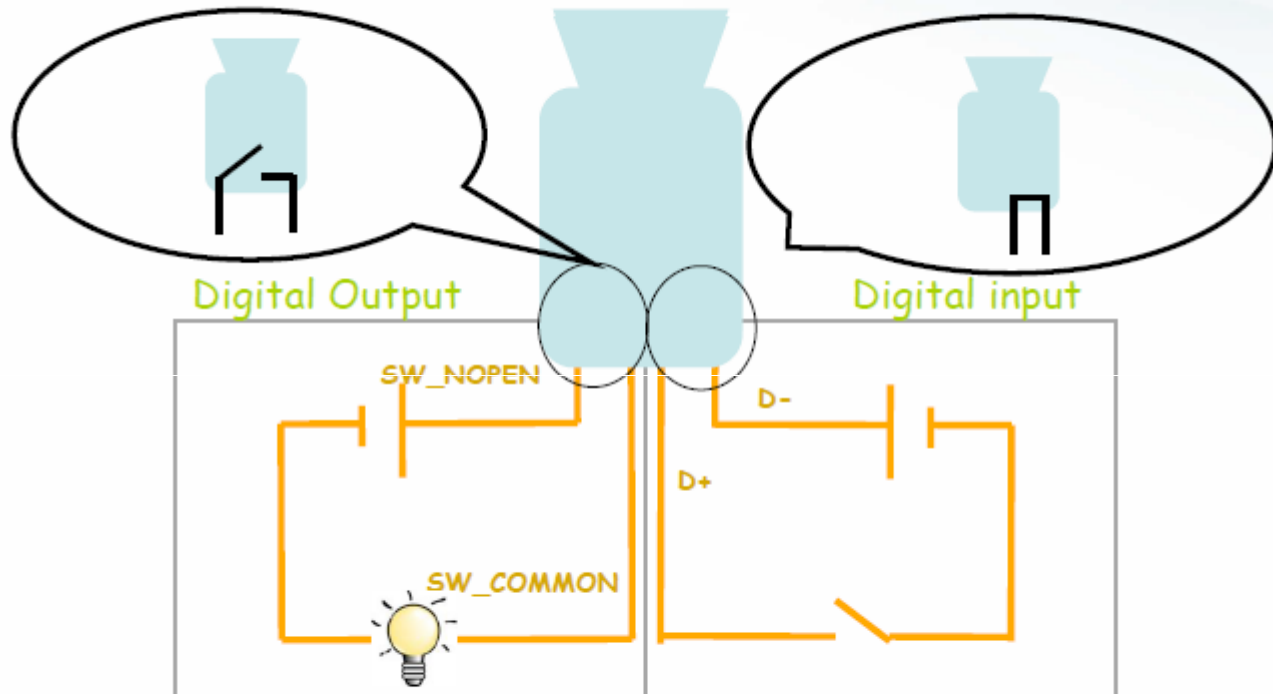 Digital Output
Digital input
SW_NOPEN
D-
D+
SW_COMMON